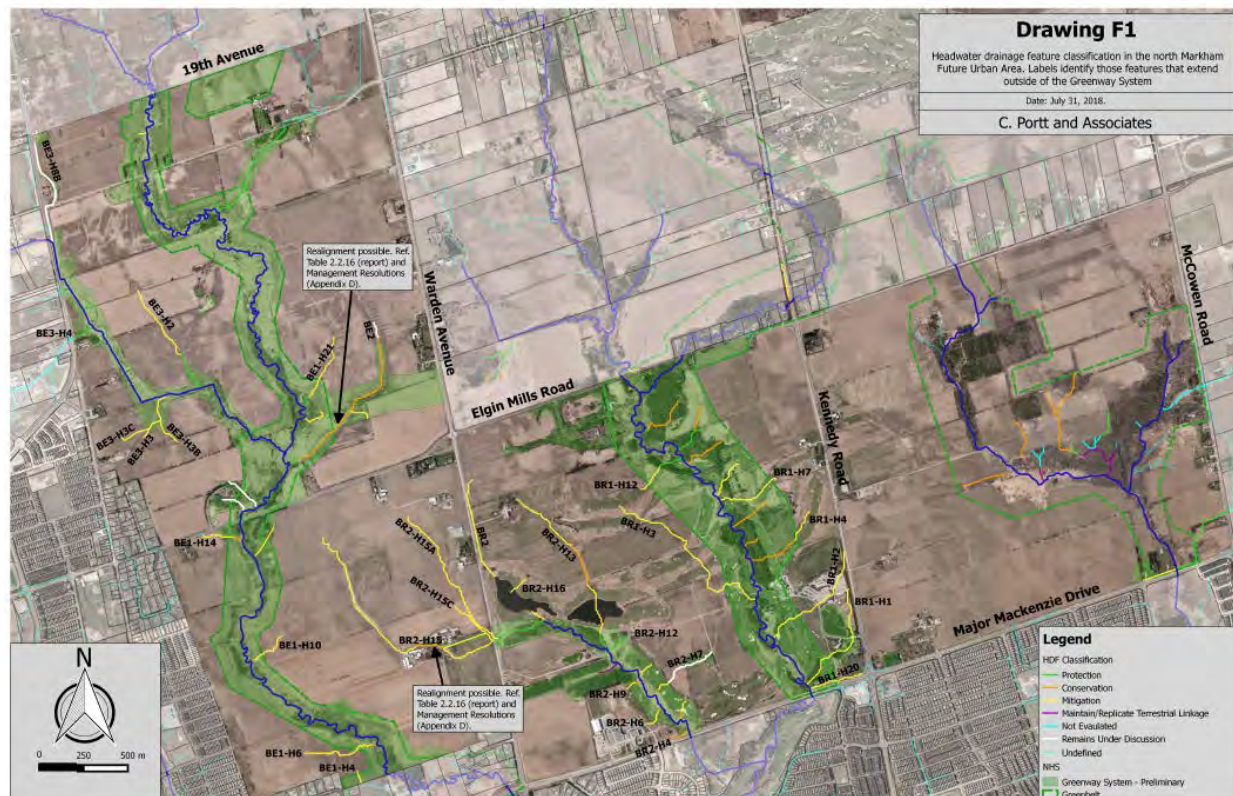 Drawing F1
Headwater drainage feature classification in the north Markham
Future Urban Area. Labels identify those features that extend
outside of the Greenway System
Date: July 31, 2018.
C. Portt and Associates
19th Avenue
BE3-H8B
Realignment possible. Ref.
Table 2.2.16 (report) and
Management Resolutions
(Appendix D).
Warden Avenue
McCowen Road
BE3-H4
BE3-H2
BE1-H21
BE2
Elgin Mills Road
Kennedy Road
BE3-H3C
BE3-H3
BE3-H3B
BR1-H12
BR1-H7
BE1-H14
BR2-H15A
BR2
BR2-H13
BR1-H3
BR1-H4
BR2-H16
BR1-H2
BR2-H15C
BR1-H1
Major Mackenzie Drive
BE1-H10
BR2-H15
BR2-H12
BR2-H7
BR1-H20
BR2-H9
Realignment possible. Ref.
Table 2.2.16 (report) and
Management Resolutions
(Appendix D).
BR2-H6
BR2-H4
BE1-H6
BE1-H4
N
0 250 500 m
Legend
HDF Classification
Protection
Conservation
Mitigation
Maintain/Replicate Terrestrial Linkage
Not Evaulated
Remains Under Discussion
Undefined
NHS
Greenway System - Preliminary
Greenbelt